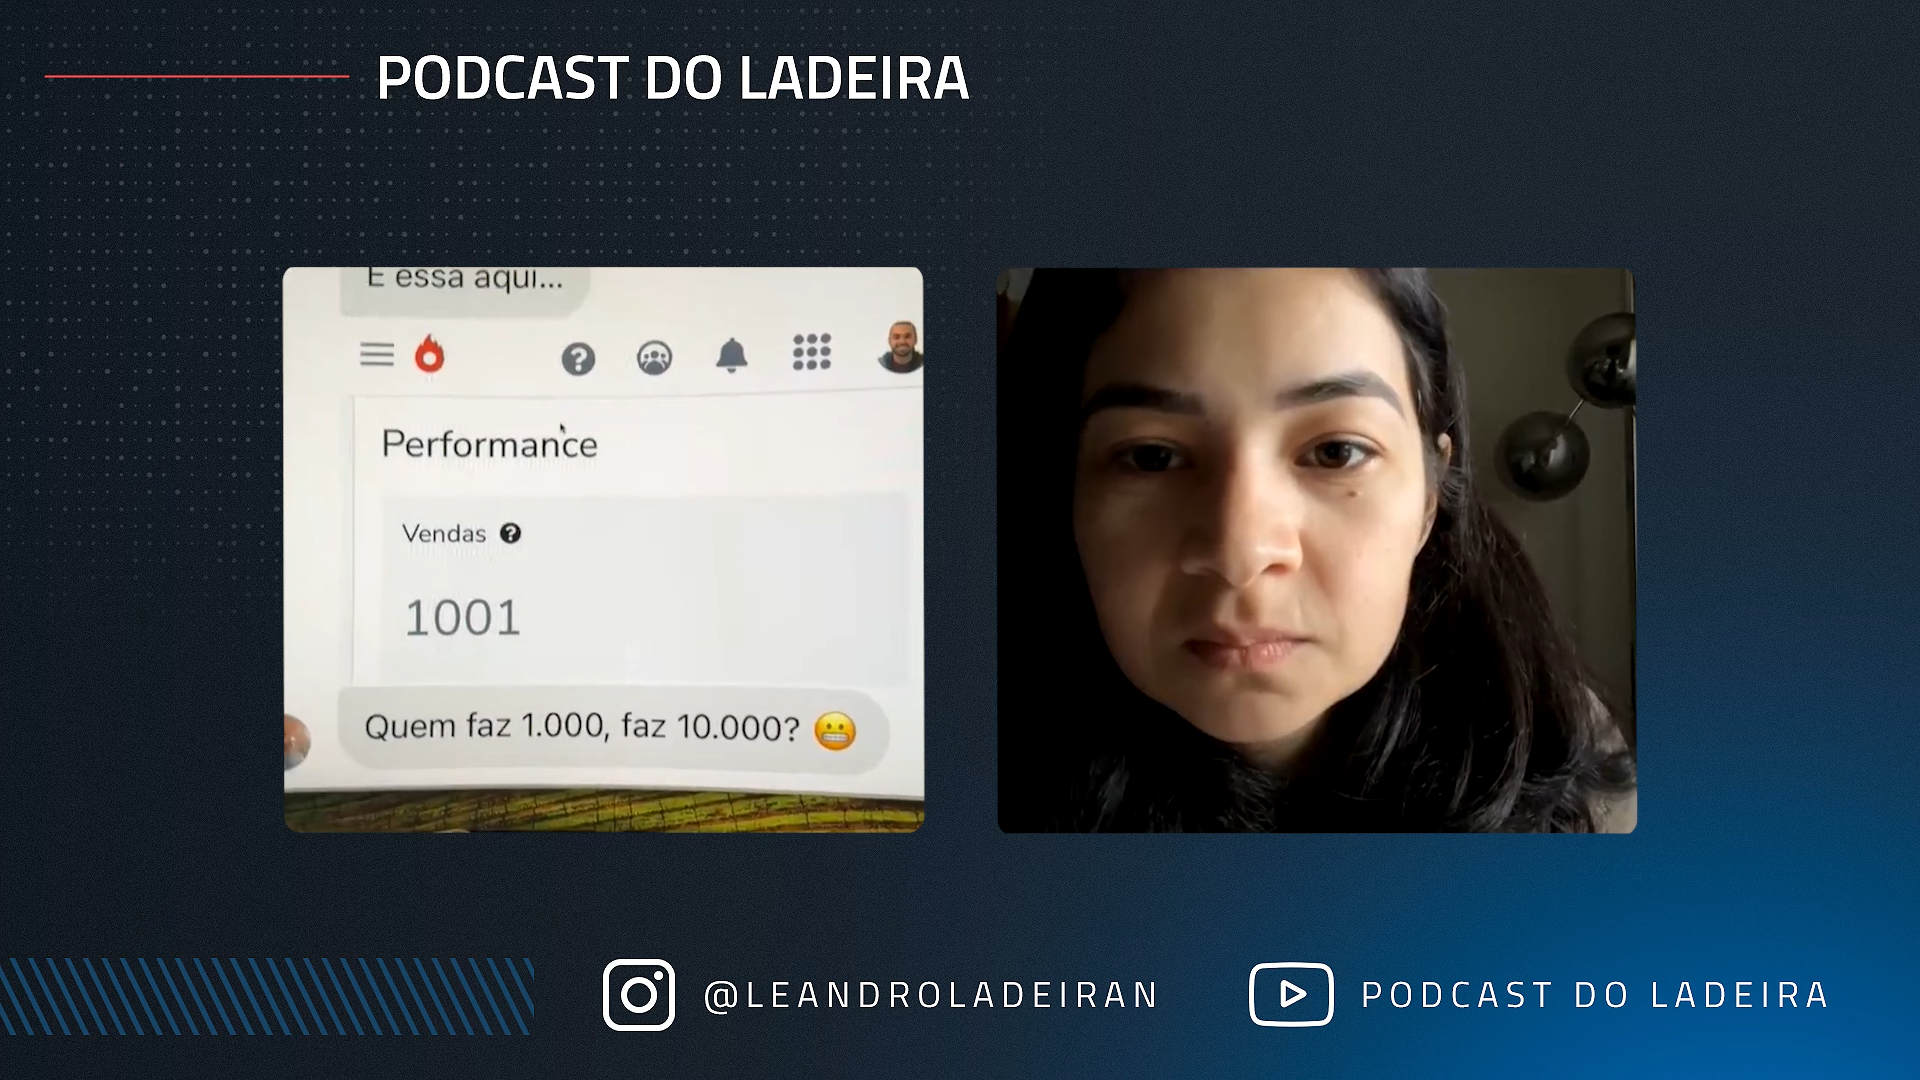 PODCAST DO LADEIRA
E essa aqui...
Performance
Vendas ?
1001
Quem faz 1.000, faz 10.000? 😬
@LEANDROLADEIRAN
PODCAST DO LADEIRA